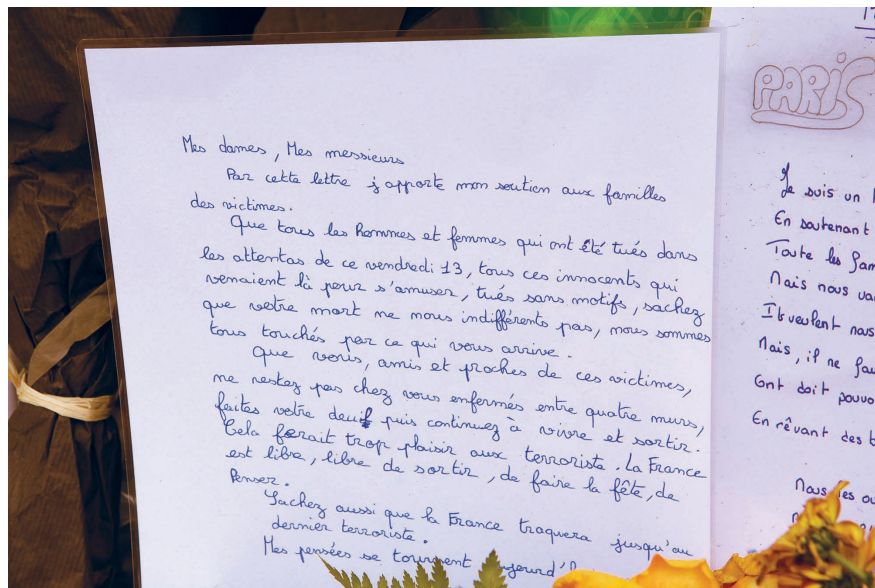 Mes dames, Mes messieurs
Par cette lettre j'apporte mon soutien aux familles
des victimes.
Que tous les hommes et femmes qui ont été tués dans
les attentas de ce vendredi 13, tous ces innocents qui
venaient là pour s'amuser, tués sans motifs, sachez
que votre mort ne nous indifférents pas, nous sommes
tous touchés par ce qui vous arrive.
Que vous, amis et proches de ces victimes,
ne restez pas chez vous enfermés entre quatre murs,
faites votre deuil puis continuez à vivre et sortir.
Cela ferait trop plaisir aux terroriste. La France
est libre, libre de sortir, de faire la fête, de
Penser.
Sachez aussi que la France traquera jusqu'au
dernier terroriste.
Mes pensées se tournent
PARIS
Je suis un
En soutenant
Toute les
Mais nous
Ils veulent nous
Mais, il ne
Ont doit
En rêvant des
Nous les